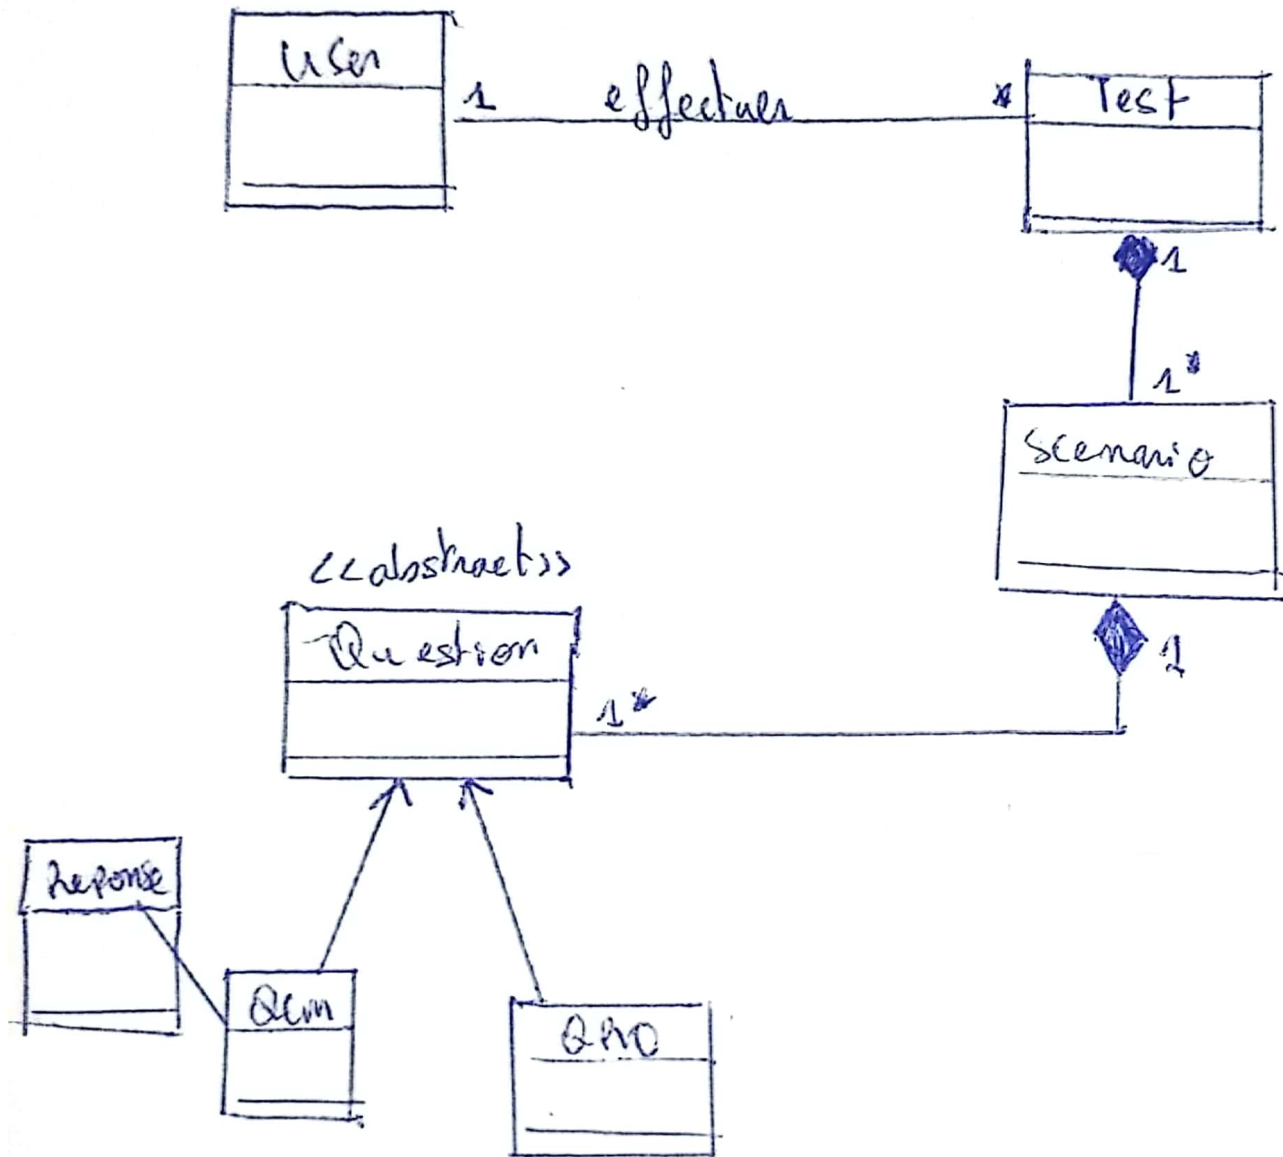 User
1 effectuer * Test
1
1*
Scenario
<<abstract>>
Question
1*
1
Reponse
Qcm
QRO